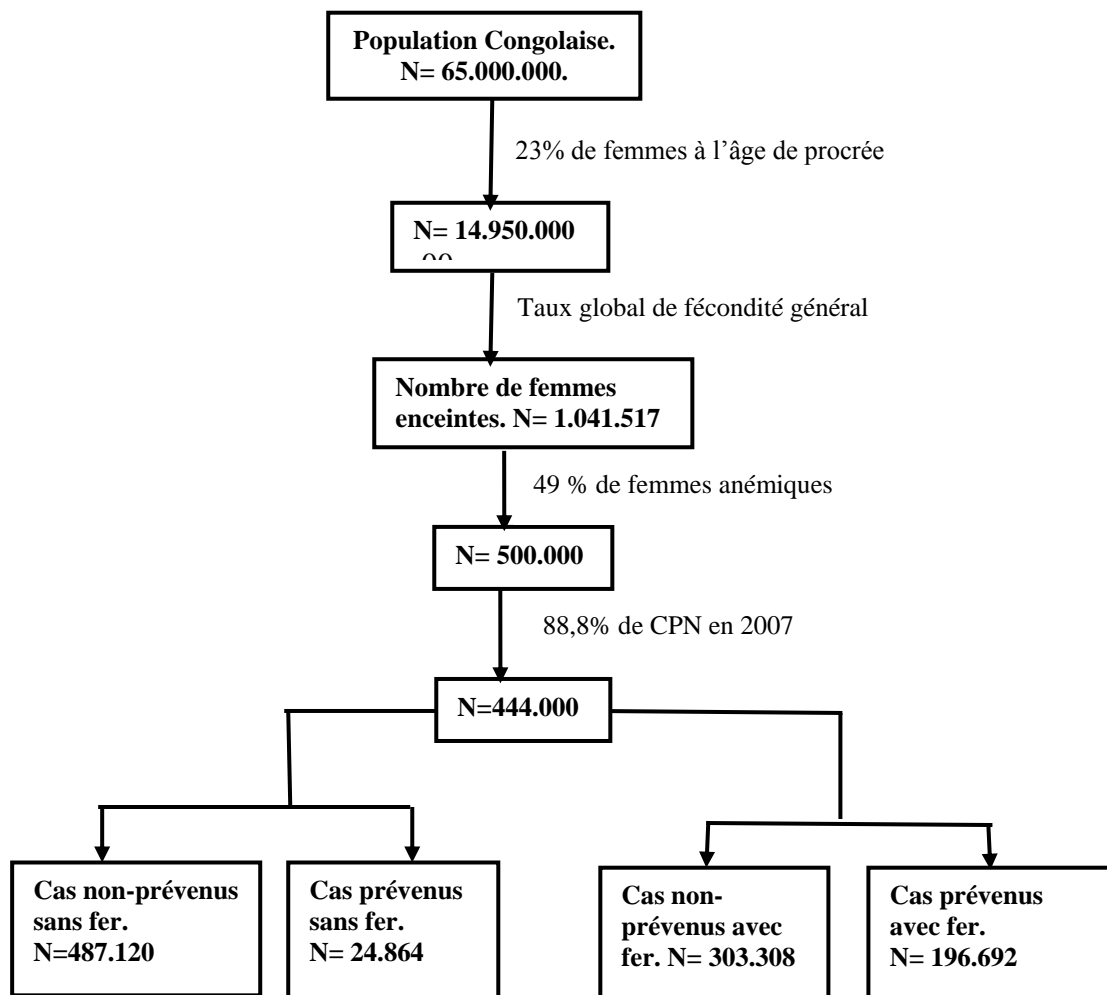 Population Congolaise.
N= 65.000.000.
23% de femmes à l’âge de procrée
N= 14.950.000
Taux global de fécondité général
Nombre de femmes
enceintes. N= 1.041.517
49 % de femmes anémiques
N= 500.000
88,8% de CPN en 2007
N=444.000
Cas non-prévenus
sans fer.
N=487.120
Cas prévenus
sans fer.
N= 24.864
Cas non-
prévenus avec
fer. N= 303.308
Cas prévenus
avec fer.
N= 196.692